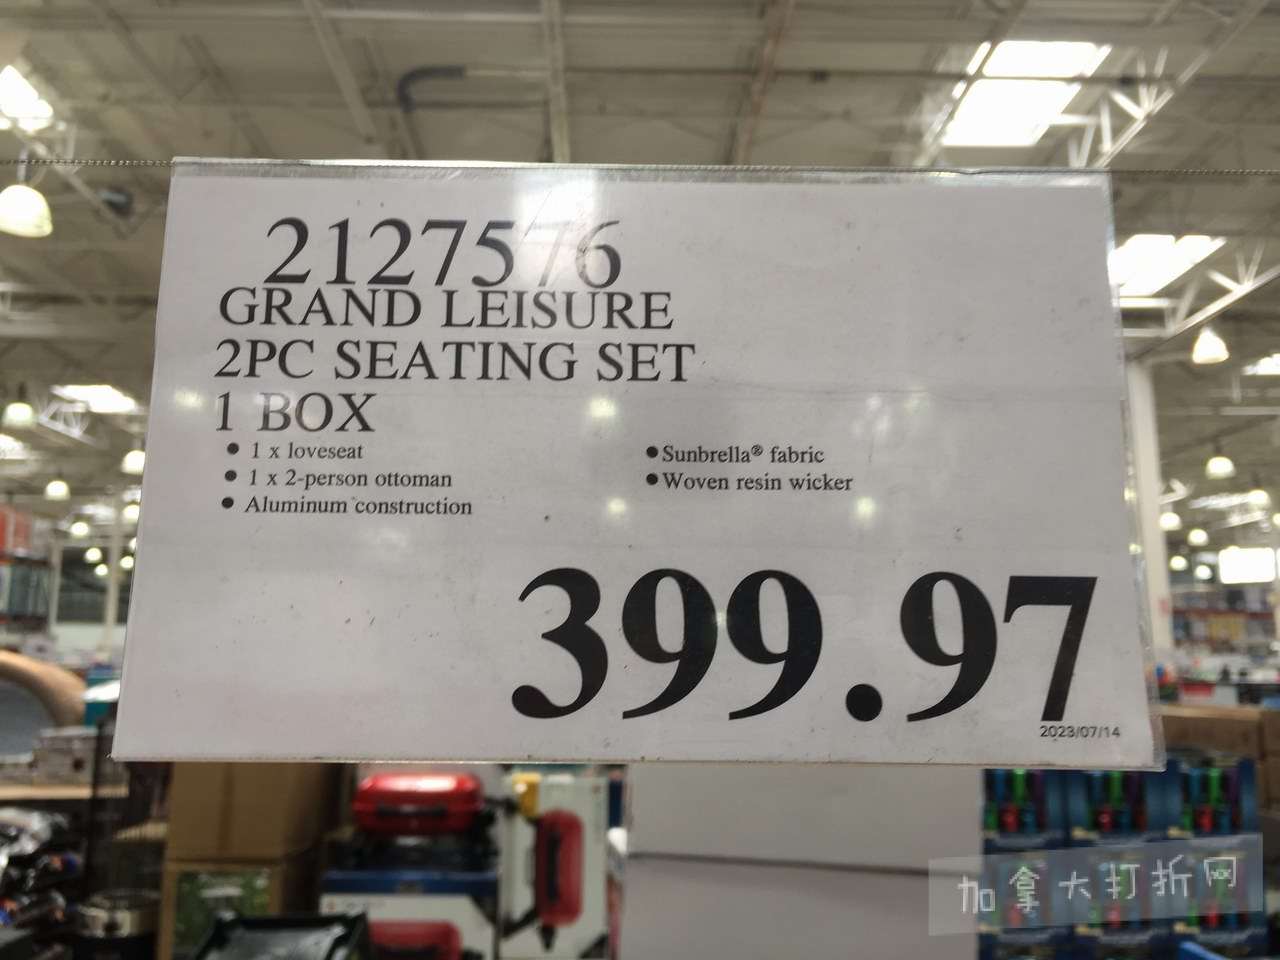 2127576
GRAND LEISURE
2PC SEATING SET
1 BOX
• 1 x loveseat
• 1 x 2-person ottoman
• Aluminum construction
• Sunbrella® fabric
• Woven resin wicker
399.97
2023/07/14
加拿大打折网